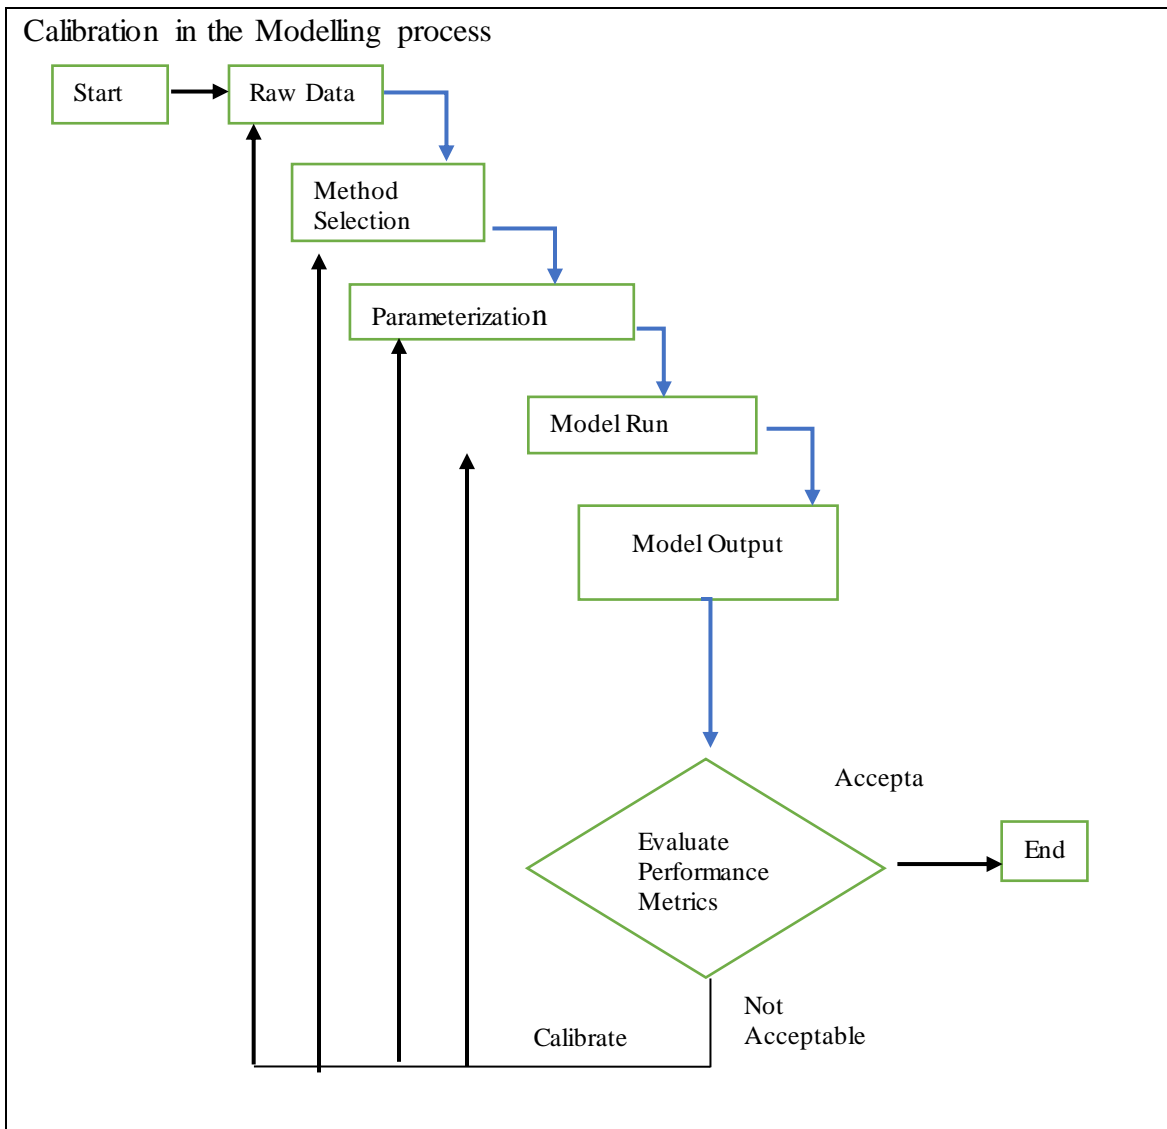 Calibration in the Modelling process
Start
Raw Data
Method
Selection
Parameterization
Model Run
Model Output
Accepta
Evaluate
Performance
Metrics
End
Not
Acceptable
Calibrate